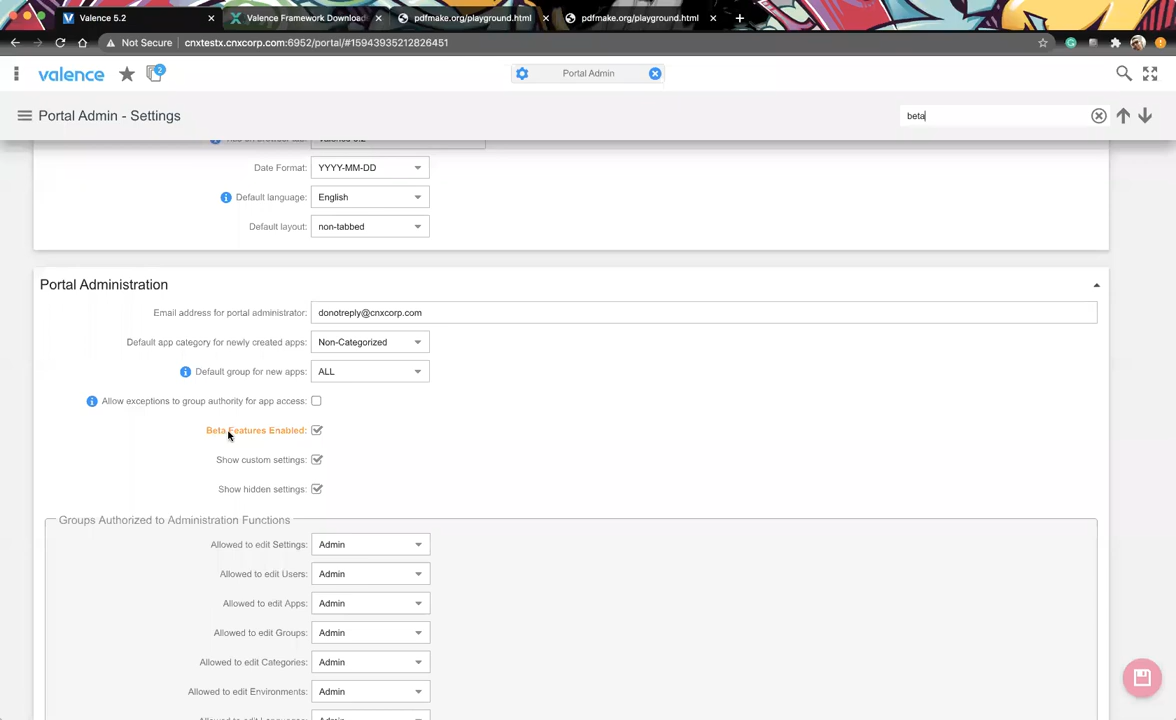 Valence 5.2
Valence Framework Download
pdfmake.org/playground.html
pdfmake.org/playground.html
Not Secure
cnxtestx.cnxcorp.com:6952/portal/#15943935212826451
valence
2
Portal Admin
Portal Admin - Settings
beta
Date Format: YYYY-MM-DD
Default language: English
Default layout: non-tabbed
Portal Administration
Email address for portal administrator: donotreply@cnxcorp.com
Default app category for newly created apps: Non-Categorized
Default group for new apps: ALL
Allow exceptions to group authority for app access:
Beta Features Enabled:
Show custom settings:
Show hidden settings:
Groups Authorized to Administration Functions
Allowed to edit Settings: Admin
Allowed to edit Users: Admin
Allowed to edit Apps: Admin
Allowed to edit Groups: Admin
Allowed to edit Categories: Admin
Allowed to edit Environments: Admin